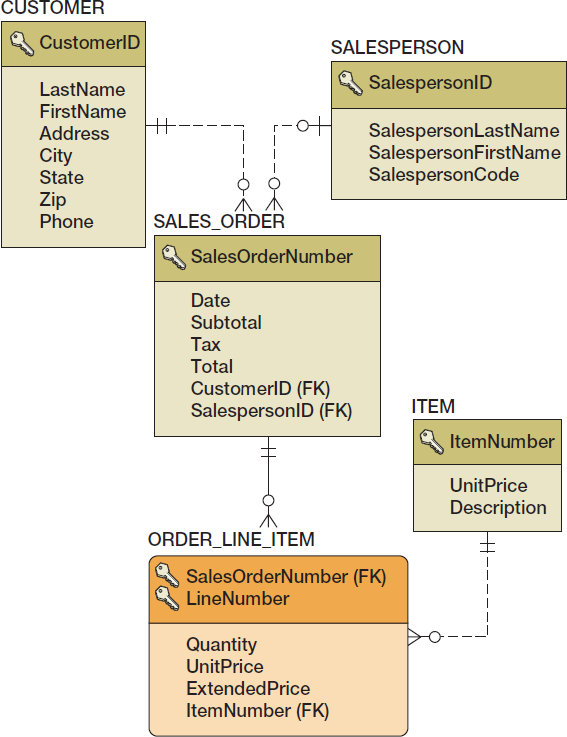 CUSTOMER
CustomerID
LastName
FirstName
Address
City
State
Zip
Phone
SALESPERSON
SalespersonID
SalespersonLastName
SalespersonFirstName
SalespersonCode
SALES_ORDER
SalesOrderNumber
Date
Subtotal
Tax
Total
CustomerID (FK)
SalespersonID (FK)
ITEM
ItemNumber
UnitPrice
Description
ORDER_LINE_ITEM
SalesOrderNumber (FK)
LineNumber
Quantity
UnitPrice
ExtendedPrice
ItemNumber (FK)